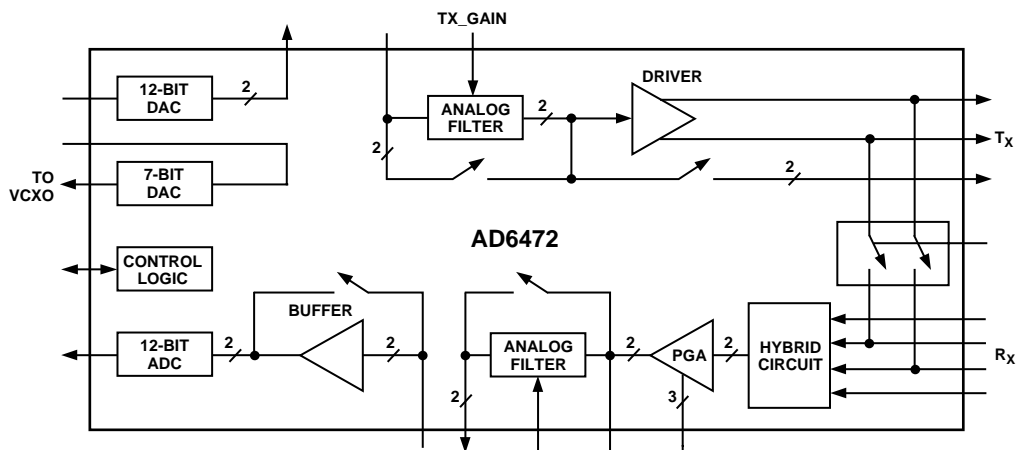 TX_GAIN
DRIVER
12-BIT
DAC
2
ANALOG
FILTER
2
2
TX
TO
VCXO
7-BIT
DAC
2
AD6472
CONTROL
LOGIC
BUFFER
12-BIT
ADC
2
2
ANALOG
FILTER
2
2
PGA
2
3
HYBRID
CIRCUIT
RX